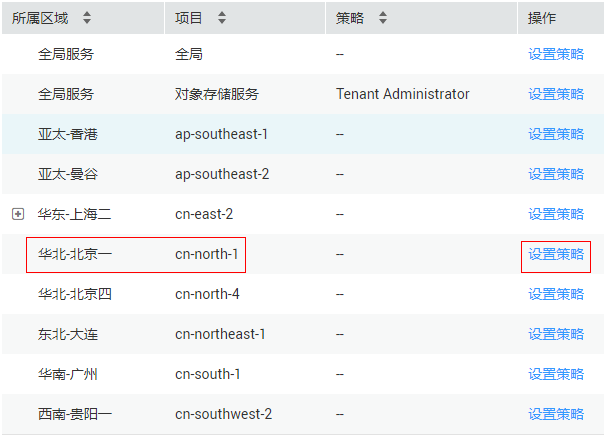 所属区域 项目 策略 操作
全局服务 全局 -- 设置策略
全局服务 对象存储服务 Tenant Administrator 设置策略
亚太-香港 ap-southeast-1 -- 设置策略
亚太-曼谷 ap-southeast-2 -- 设置策略
华东-上海二 cn-east-2 -- 设置策略
华北-北京一 cn-north-1 -- 设置策略
华北-北京四 cn-north-4 -- 设置策略
东北-大连 cn-northeast-1 -- 设置策略
华南-广州 cn-south-1 -- 设置策略
西南-贵阳一 cn-southwest-2 -- 设置策略